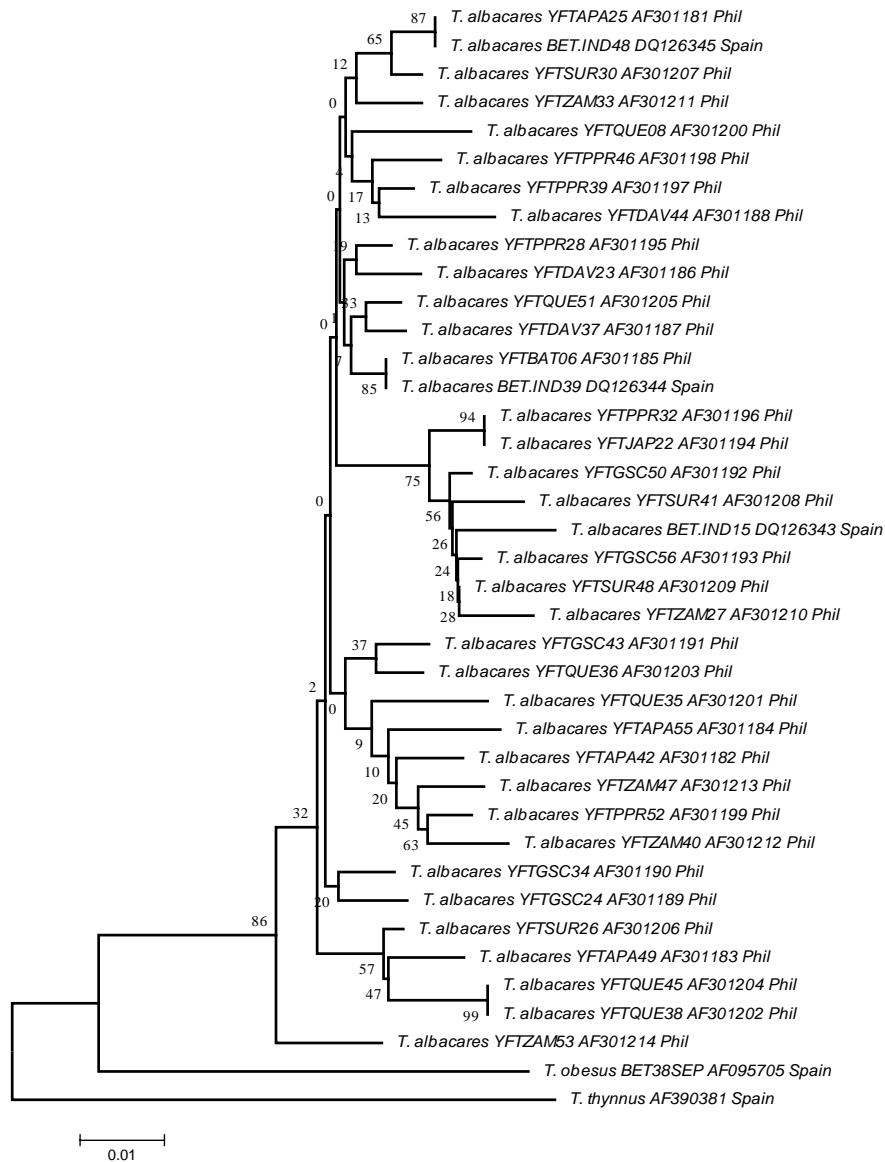 T. albacares YFTAPA25 AF301181 Phil
87
T. albacares BET.IND48 DQ126345 Spain
65
T. albacares YFTSUR30 AF301207 Phil
12
T. albacares YFTZAM33 AF301211 Phil
0
T. albacares YFTQUE08 AF301200 Phil
T. albacares YFTPPR46 AF301198 Phil
4
T. albacares YFTPPR39 AF301197 Phil
0
17
T. albacares YFTDAV44 AF301188 Phil
13
T. albacares YFTPPR28 AF301195 Phil
19
T. albacares YFTDAV23 AF301186 Phil
T. albacares YFTQUE51 AF301205 Phil
33
1
0
T. albacares YFTDAV37 AF301187 Phil
T. albacares YFTBAT06 AF301185 Phil
7
T. albacares BET.IND39 DQ126344 Spain
85
T. albacares YFTPPR32 AF301196 Phil
94
T. albacares YFTJAP22 AF301194 Phil
T. albacares YFTGSC50 AF301192 Phil
75
T. albacares YFTSUR41 AF301208 Phil
0
56
T. albacares BET.IND15 DQ126343 Spain
26
T. albacares YFTGSC56 AF301193 Phil
24
T. albacares YFTSUR48 AF301209 Phil
18
T. albacares YFTZAM27 AF301210 Phil
28
T. albacares YFTGSC43 AF301191 Phil
37
T. albacares YFTQUE36 AF301203 Phil
2
T. albacares YFTQUE35 AF301201 Phil
0
T. albacares YFTAPA55 AF301184 Phil
9
T. albacares YFTAPA42 AF301182 Phil
10
T. albacares YFTZAM47 AF301213 Phil
20
T. albacares YFTPPR52 AF301199 Phil
32
45
T. albacares YFTZAM40 AF301212 Phil
63
T. albacares YFTGSC34 AF301190 Phil
T. albacares YFTGSC24 AF301189 Phil
20
86
T. albacares YFTSUR26 AF301206 Phil
T. albacares YFTAPA49 AF301183 Phil
57
T. albacares YFTQUE45 AF301204 Phil
47
T. albacares YFTQUE38 AF301202 Phil
99
T. albacares YFTZAM53 AF301214 Phil
T. obesus BET38SEP AF095705 Spain
T. thynnus AF390381 Spain
0.01